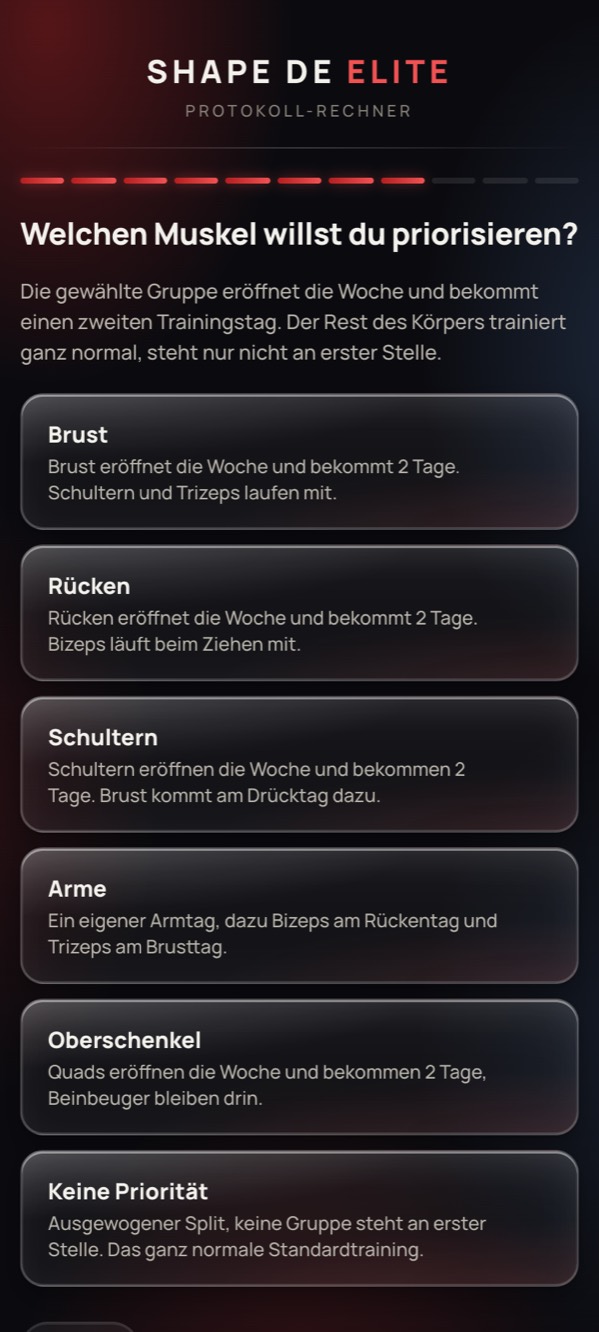 SHAPE DE ELITE
PROTOKOLL-RECHNER
Welchen Muskel willst du priorisieren?
Die gewählte Gruppe eröffnet die Woche und bekommt
einen zweiten Trainingstag. Der Rest des Körpers trainiert
ganz normal, steht nur nicht an erster Stelle.
Brust
Brust eröffnet die Woche und bekommt 2 Tage.
Schultern und Trizeps laufen mit.
Rücken
Rücken eröffnet die Woche und bekommt 2 Tage.
Bizeps läuft beim Ziehen mit.
Schultern
Schultern eröffnen die Woche und bekommen 2
Tage. Brust kommt am Drücktag dazu.
Arme
Ein eigener Armtag, dazu Bizeps am Rückentag und
Trizeps am Brusttag.
Oberschenkel
Quads eröffnen die Woche und bekommen 2 Tage,
Beinbeuger bleiben drin.
Keine Priorität
Ausgewogener Split, keine Gruppe steht an erster
Stelle. Das ganz normale Standardtraining.